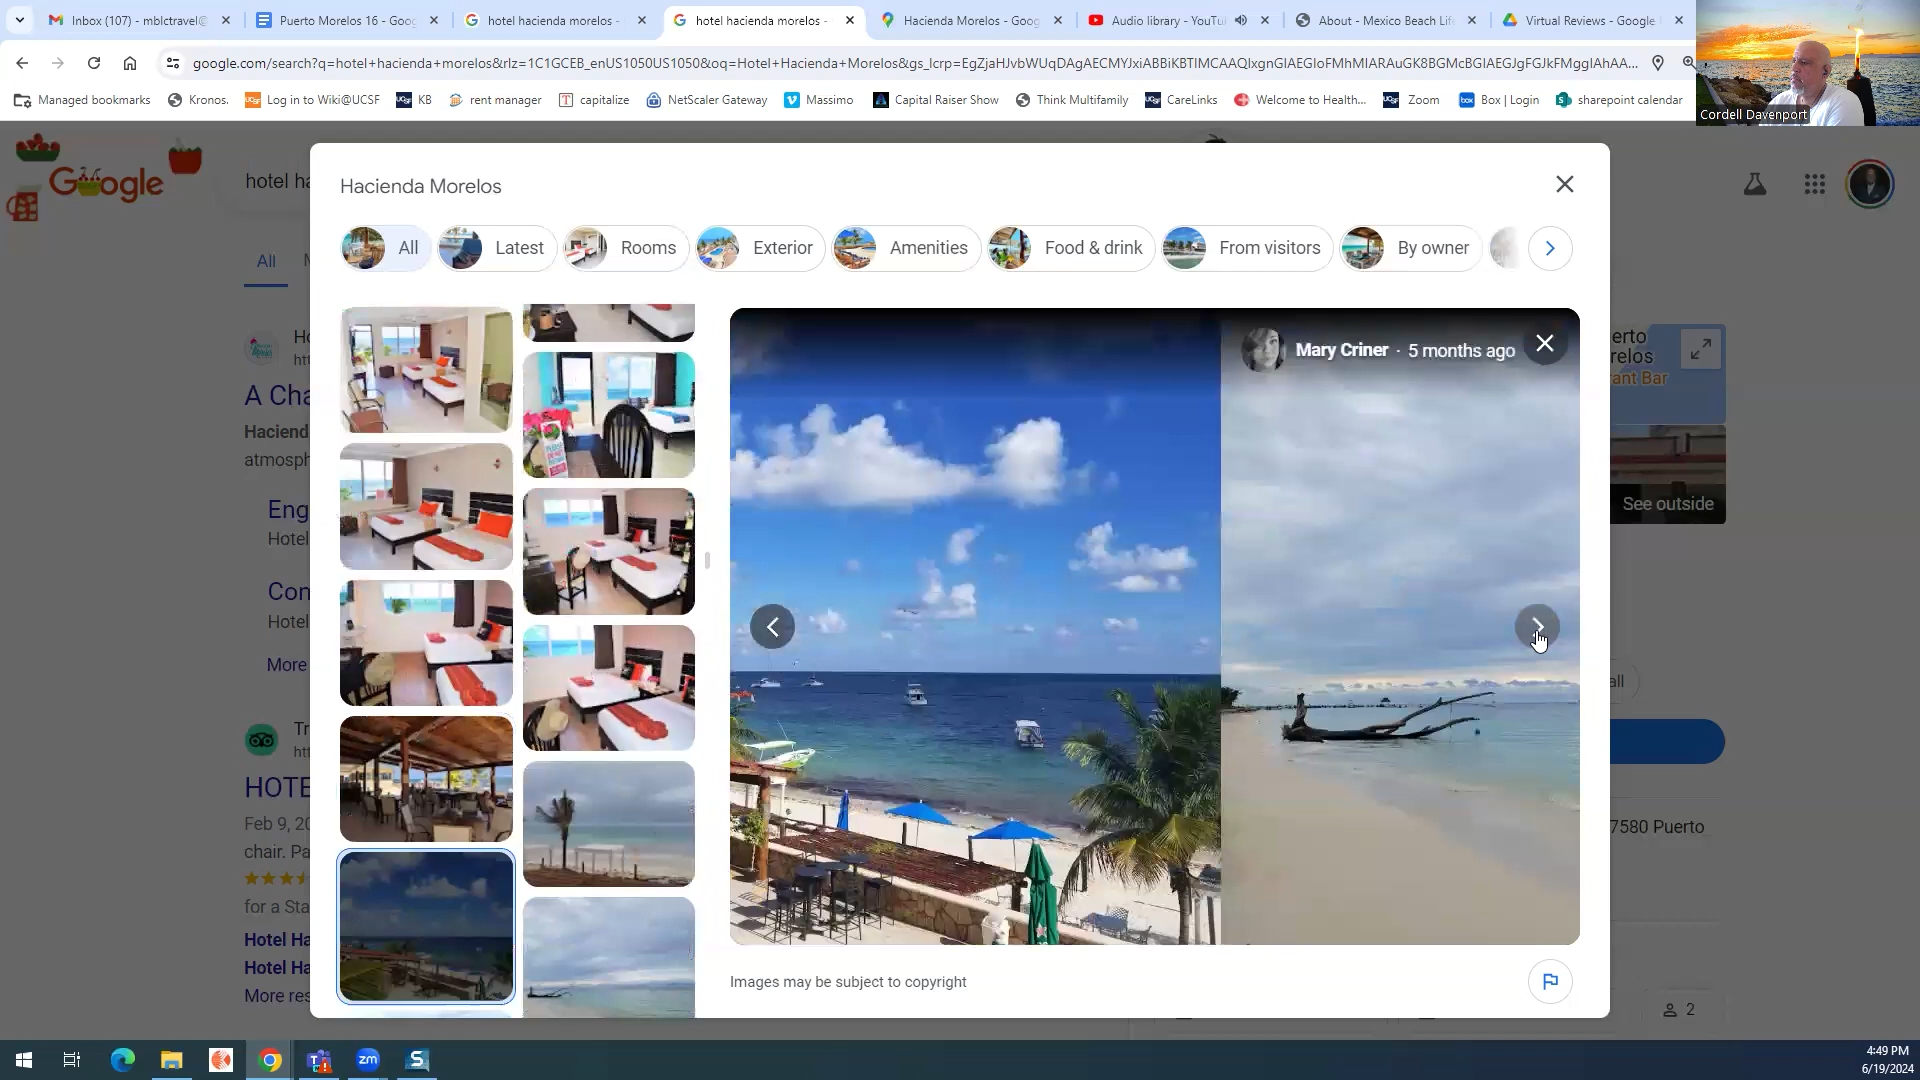 Inbox (107) - mblctravel@
Puerto Morelos 16 - Goog
hotel hacienda morelos -
hotel hacienda morelos -
Hacienda Morelos - Goog
Audio library - YouTu
About - Mexico Beach Life
Virtual Reviews - Google
google.com/search?q=hotel+hacienda+morelos&rlz=1C1GCEB_enUS1050US1050&oq=Hotel+Hacienda+Morelos&gs_lcrp=EgZjaHJvbWUqDAgAECMYJxiABBiKBTIMCAAQIxgnGIAEGIoFMhMIARAuGK8BGMcBGIAEGJgFGJkFMggIAhAA...
Managed bookmarks
Kronos.
Log in to Wiki@UCSF
KB
rent manager
capitalize
NetScaler Gateway
Massimo
Capital Raiser Show
Think Multifamily
CareLinks
Welcome to Health...
Zoom
Box | Login
sharepoint calendar
Cordell Davenport
Google
hotel ha
Hacienda Morelos
All
Latest
Rooms
Exterior
Amenities
Food & drink
From visitors
By owner
All
Mary Criner · 5 months ago
A Cha
Haciend
atmosph
Eng
Hotel
Con
Hotel
More
Tr
HOTE
Feb 9, 20
chair. Pa
for a Sta
Hotel Ha
Hotel Ha
More res
erto
relos
rant Bar
See outside
all
7580 Puerto
2
Images may be subject to copyright
4:49 PM
6/19/2024